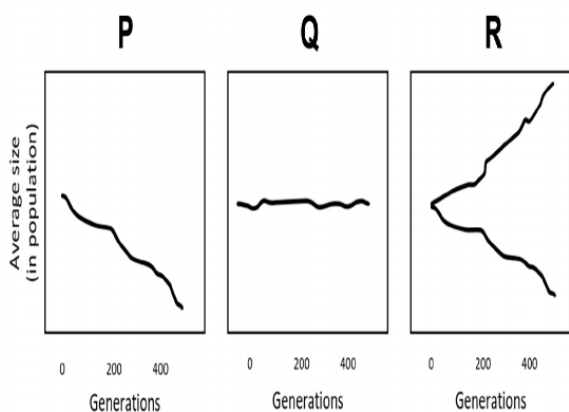 P Q R
Average size
(in population)
0 200 400 0 200 400 0 200 400
Generations Generations Generations